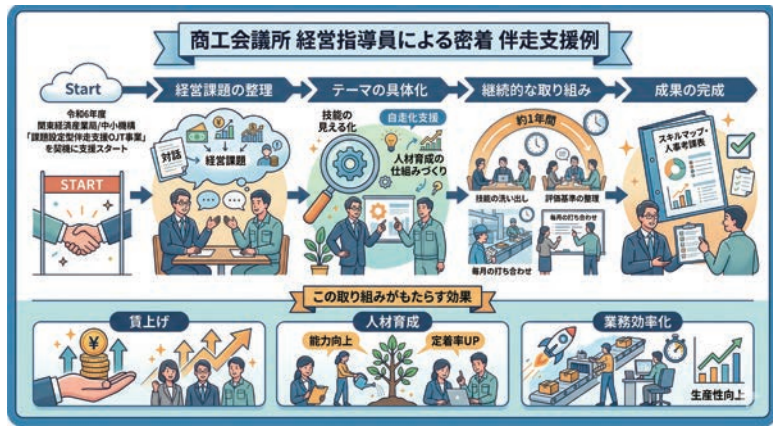 商工会議所 経営指導員による密着 伴走支援例
Start
経営課題の整理
テーマの具体化
継続的な取り組み
成果の完成
令和6年度
関東経済産業局/中小機構
「課題設定型伴走支援OJT事業」
を契機に支援スタート
START
対話
経営課題
技能の
見える化
自走化支援
人材育成の
仕組みづくり
約1年間
技能の洗い出し
評価基準の整理
毎月の打ち合わせ
毎月の打ち合わせ
スキルマップ・
人事考課表
この取り組みがもたらす効果
賃上げ
人材育成
能力向上
定着率UP
業務効率化
生産性向上